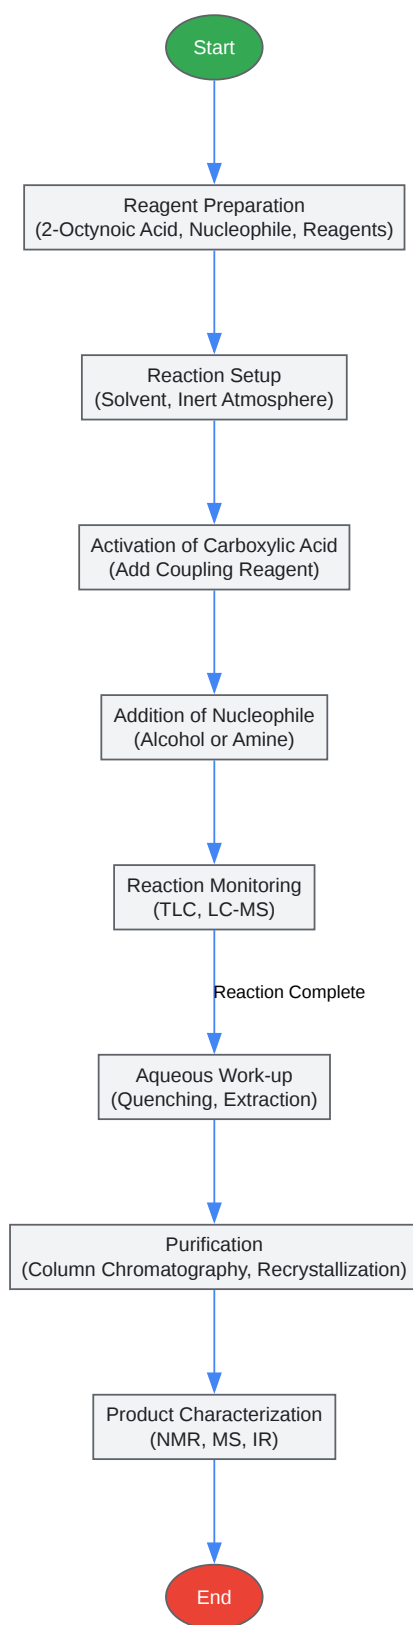 Start
Reagent Preparation
(2-Octynoic Acid, Nucleophile, Reagents)
Reaction Setup
(Solvent, Inert Atmosphere)
Activation of Carboxylic Acid
(Add Coupling Reagent)
Addition of Nucleophile
(Alcohol or Amine)
Reaction Monitoring
(TLC, LC-MS)
Reaction Complete
Aqueous Work-up
(Quenching, Extraction)
Purification
(Column Chromatography, Recrystallization)
Product Characterization
(NMR, MS, IR)
End